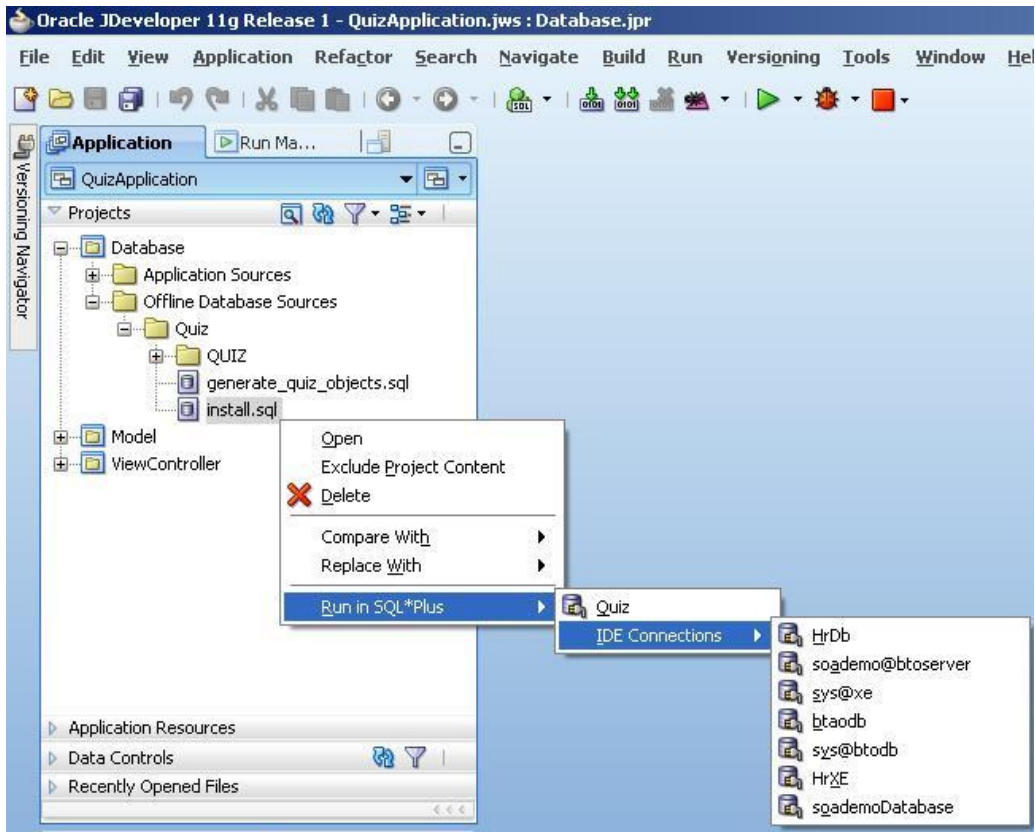 Oracle JDeveloper 11g Release 1 - QuizApplication.jws : Database.jpr
File Edit View Application Refactor Search Navigate Build Run Versioning Tools Window Hel
Application Run Ma...
Versioning Navigator
QuizApplication
Projects
Database
Application Sources
Offline Database Sources
Quiz
QUIZ
generate_quiz_objects.sql
install.sql
Model
ViewController
Open
Exclude Project Content
Delete
Compare With
Replace With
Run in SQL*Plus
Quiz
IDE Connections
HrDb
soademo@btoserver
sys@xe
btaodb
sys@btodb
HrXE
soademoDatabase
Application Resources
Data Controls
Recently Opened Files